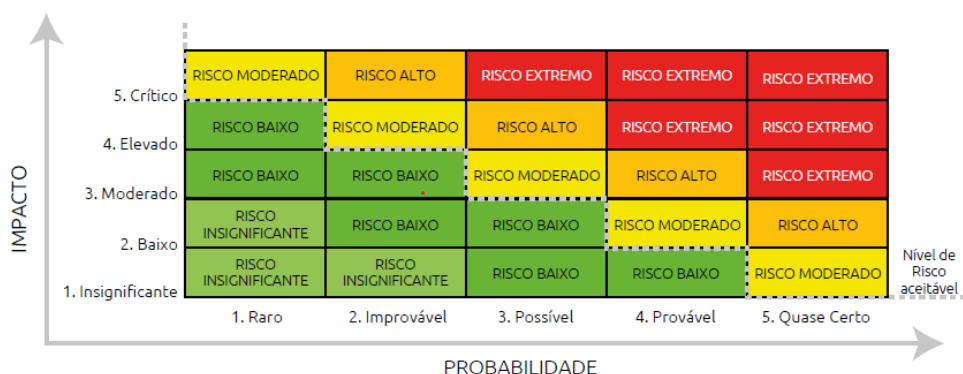 IMPACTO
5. Crítico
RISCO MODERADO
RISCO ALTO
RISCO EXTREMO
RISCO EXTREMO
RISCO EXTREMO
4. Elevado
RISCO BAIXO
RISCO MODERADO
RISCO ALTO
RISCO EXTREMO
RISCO EXTREMO
3. Moderado
RISCO BAIXO
RISCO BAIXO
RISCO MODERADO
RISCO ALTO
RISCO EXTREMO
2. Baixo
RISCO
INSIGNIFICANTE
RISCO BAIXO
RISCO BAIXO
RISCO MODERADO
RISCO ALTO
1. Insignificante
RISCO
INSIGNIFICANTE
RISCO
INSIGNIFICANTE
RISCO BAIXO
RISCO BAIXO
RISCO MODERADO
Nível de
Risco
aceitável
1. Raro
2. Improvável
3. Possível
4. Provável
5. Quase Certo
PROBABILIDADE